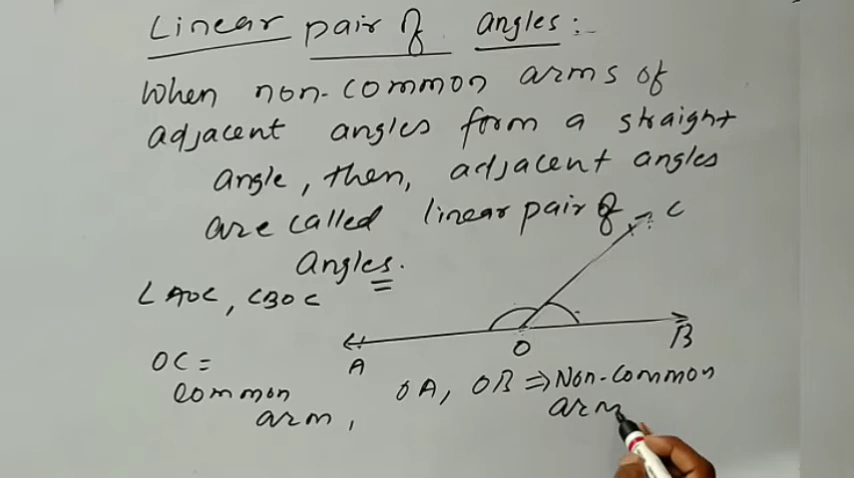 Linear pair of angles:-
When non-common arms of
adjacent angles form a straight
angle, then, adjacent angles
are called linear pair of
angles.
C
∠AOC, ∠BOC
A
O
B
OC =
common
arm,
OA, OB ⇒ Non-common
arm